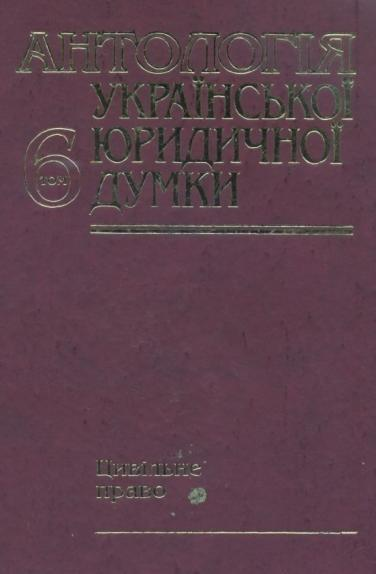 АНТОЛОГІЯ
УКРАЇНСЬКОЇ
ЮРИДИЧНОЇ
ДУМКИ
6
ТОМ
Цивільне
право